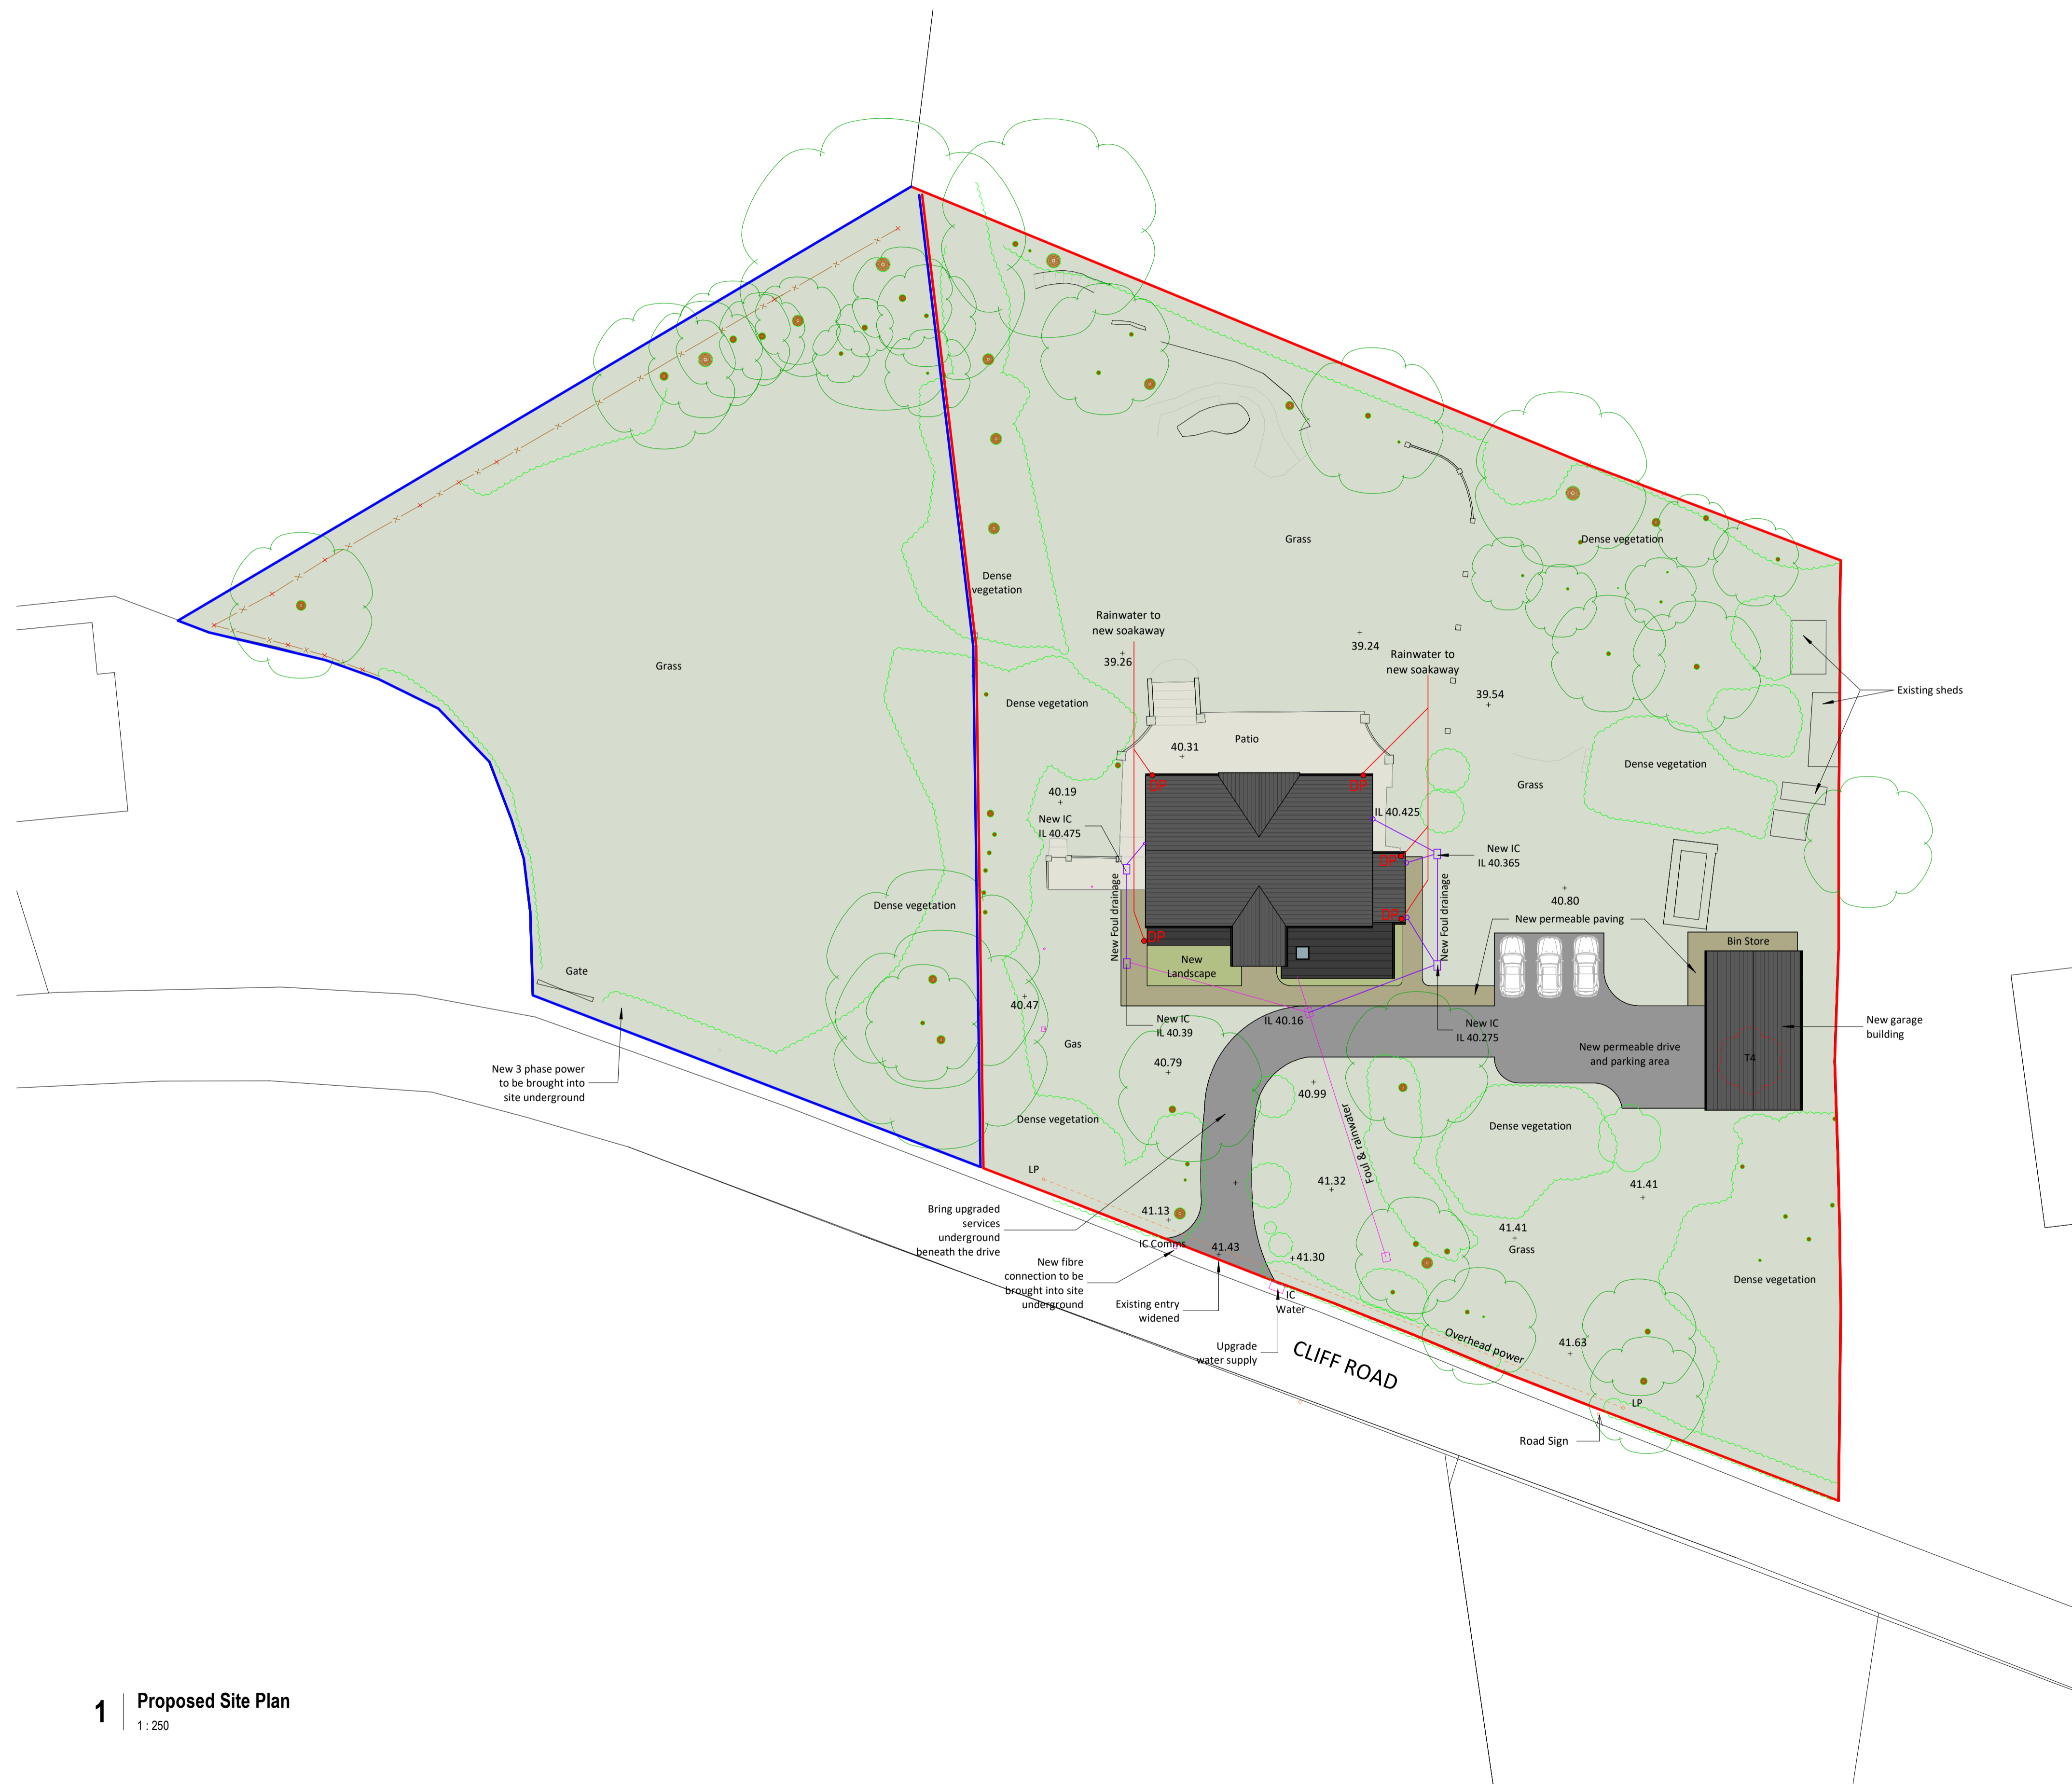 Grass
Dense vegetation
Dense
vegetation
Rainwater to
new soakaway
39.26
39.24
Rainwater to
new soakaway
39.54
Grass
Existing sheds
Dense vegetation
Patio
40.31
Dense vegetation
Grass
DP
DP
40.19
New IC
IL 40.475
IL 40.425
New IC
IL 40.365
DP
40.80
New Foul drainage
New Foul drainage
Dense vegetation
DP
New permeable paving
DP
Bin Store
New
Landscape
Gate
40.47
New IC
IL 40.39
IL 40.16
New IC
IL 40.275
New garage
building
Gas
40.79
New permeable drive
and parking area
T4
New 3 phase power
to be brought into
site underground
40.99
Foul & rainwater
Dense vegetation
Dense vegetation
LP
41.32
41.41
Bring upgraded
services
underground
beneath the drive
41.13
41.41
Grass
IC Comms
41.43
41.30
New fibre
connection to be
brought into site
underground
Dense vegetation
Existing entry
widened
IC
Water
Upgrade
water supply
CLIFF ROAD
Overhead power
41.63
LP
Road Sign
1
Proposed Site Plan
1 : 250